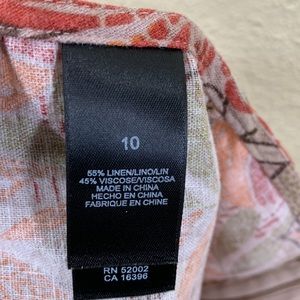 10
55% LINEN/LINO/LIN
45% VISCOSE/VISCOSA
MADE IN CHINA
HECHO EN CHINA
FABRIQUE EN CHINE
RN 52002
CA 16396